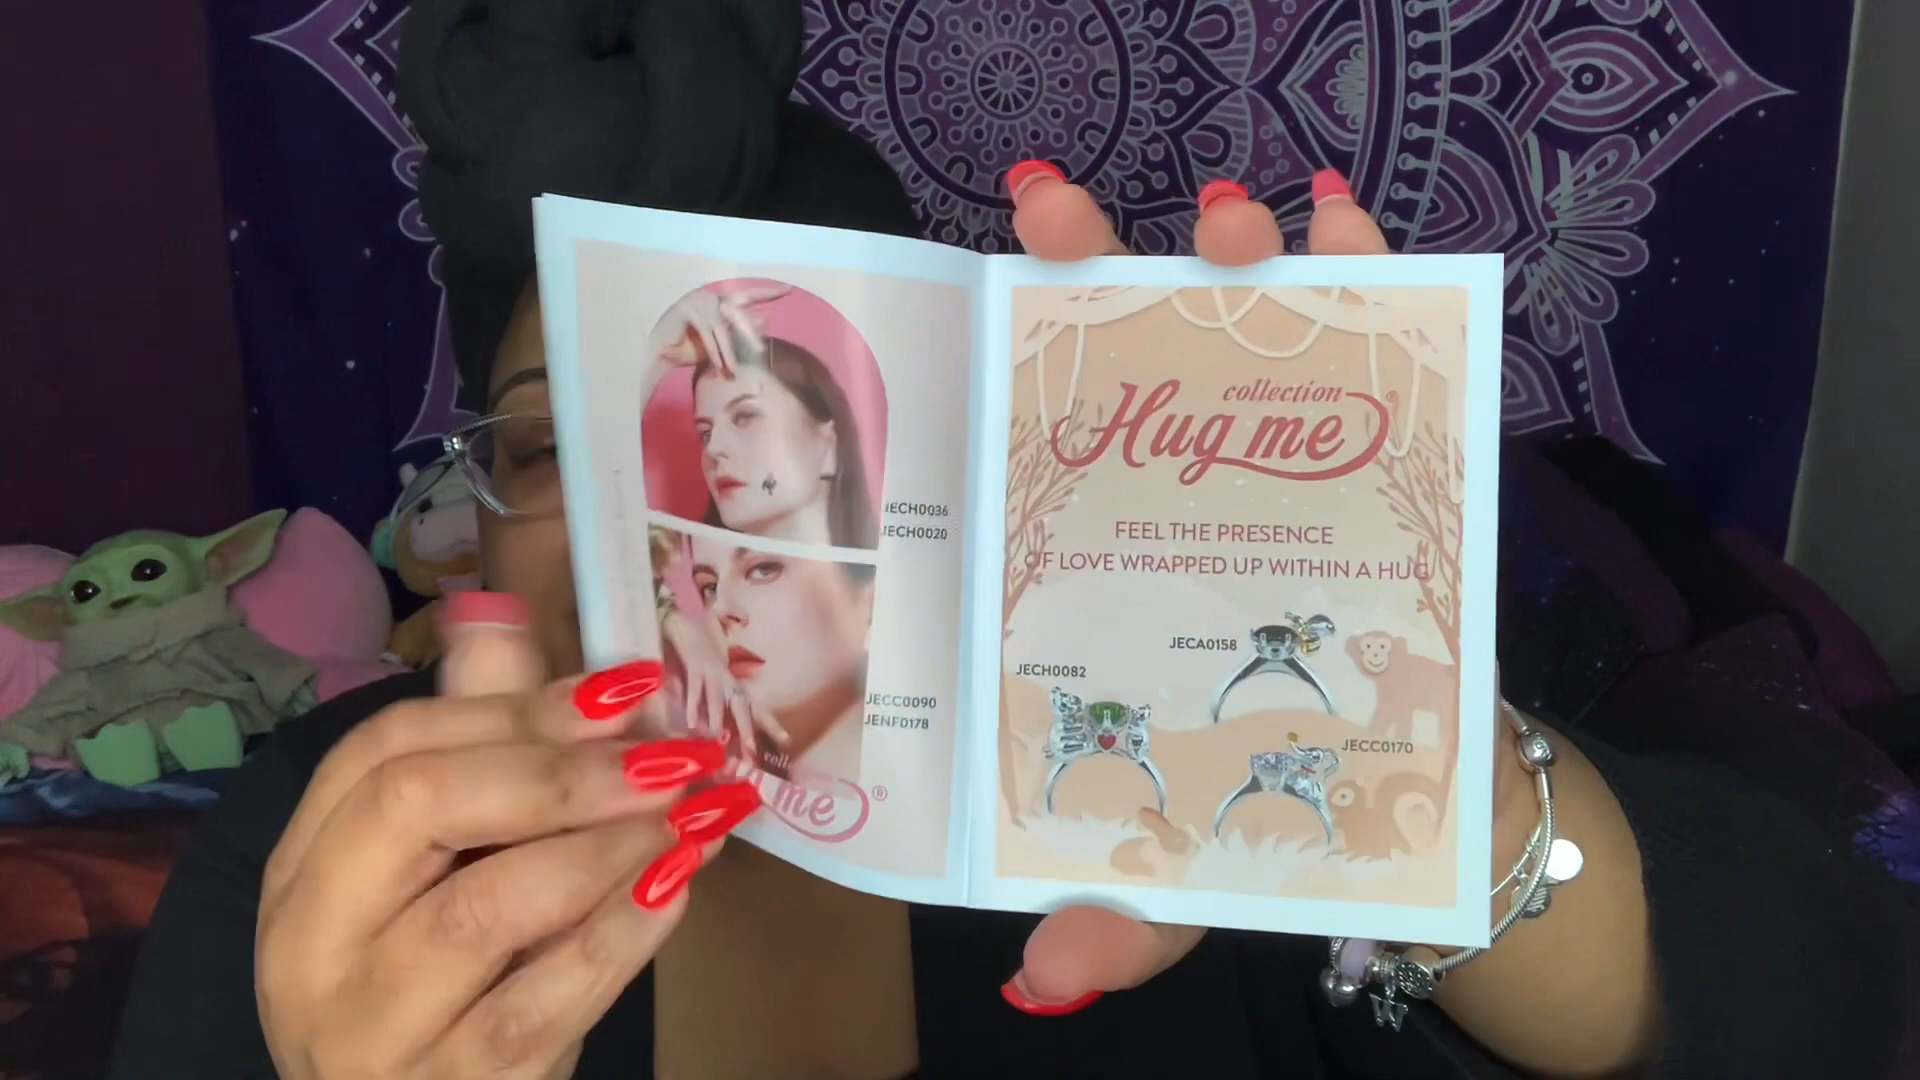 JECH0036
JECH0020
JECC0090
JENF0178
me®
collection
Hug me
FEEL THE PRESENCE
OF LOVE WRAPPED UP WITHIN A HUG
JECA0158
JECH0082
JECC0170